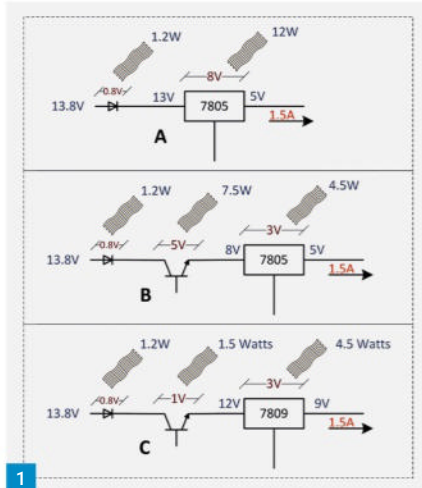 1.2W 12W
8V
0.8V
13.8V 13V 7805 5V
1.5A
A
1.2W 7.5W 4.5W
0.8V 5V 3V
13.8V 8V 7805 5V
1.5A
B
1.2W 1.5 Watts 4.5 Watts
0.8V 1V 3V
13.8V 12V 7809 9V
1.5A
C
1